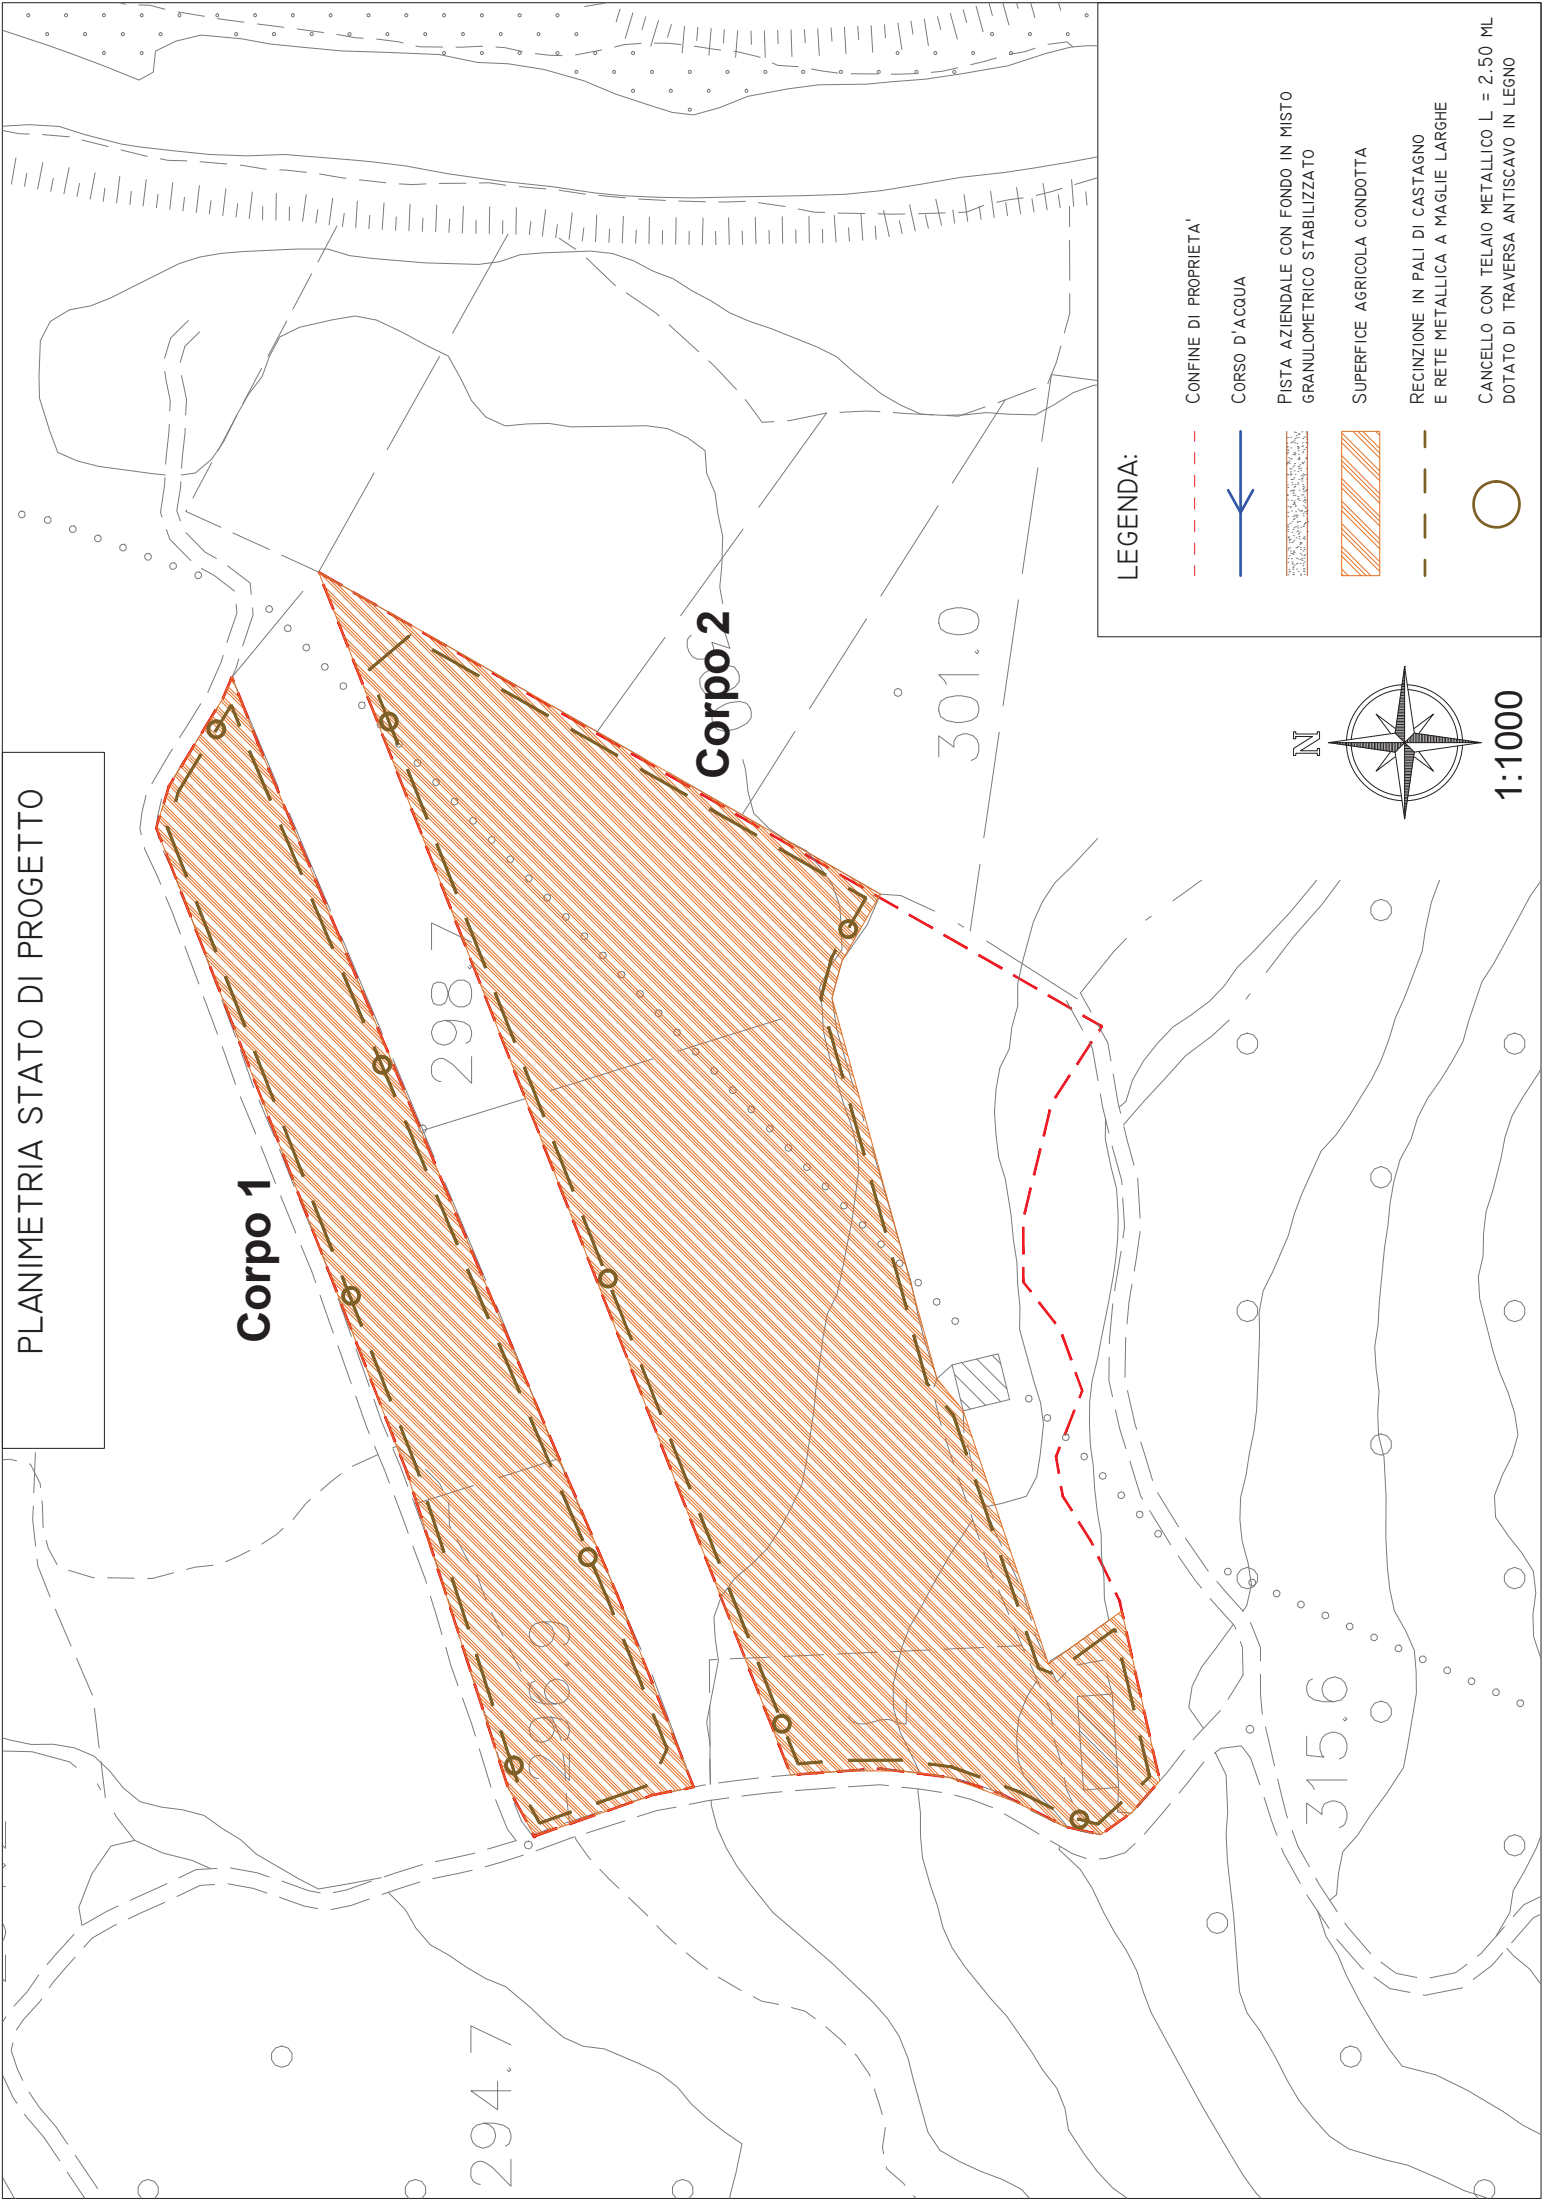 PLANIMETRIA STATO DI PROGETTO
Corpo 1
Corpo 2
298.7
296.9
294.7
301.0
315.6
LEGENDA:
CONFINE DI PROPRIETA'
CORSO D'ACQUA
PISTA AZIENDALE CON FONDO IN MISTO
GRANULOMETRICO STABILIZZATO
SUPERFICE AGRICOLA CONDOTTA
RECINZIONE IN PALI DI CASTAGNO
E RETE METALLICA A MAGLIE LARGHE
CANCELLO CON TELAIO METALLICO L = 2.50 ML
DOTATO DI TRAVERSA ANTISCAVO IN LEGNO
N
1:1000